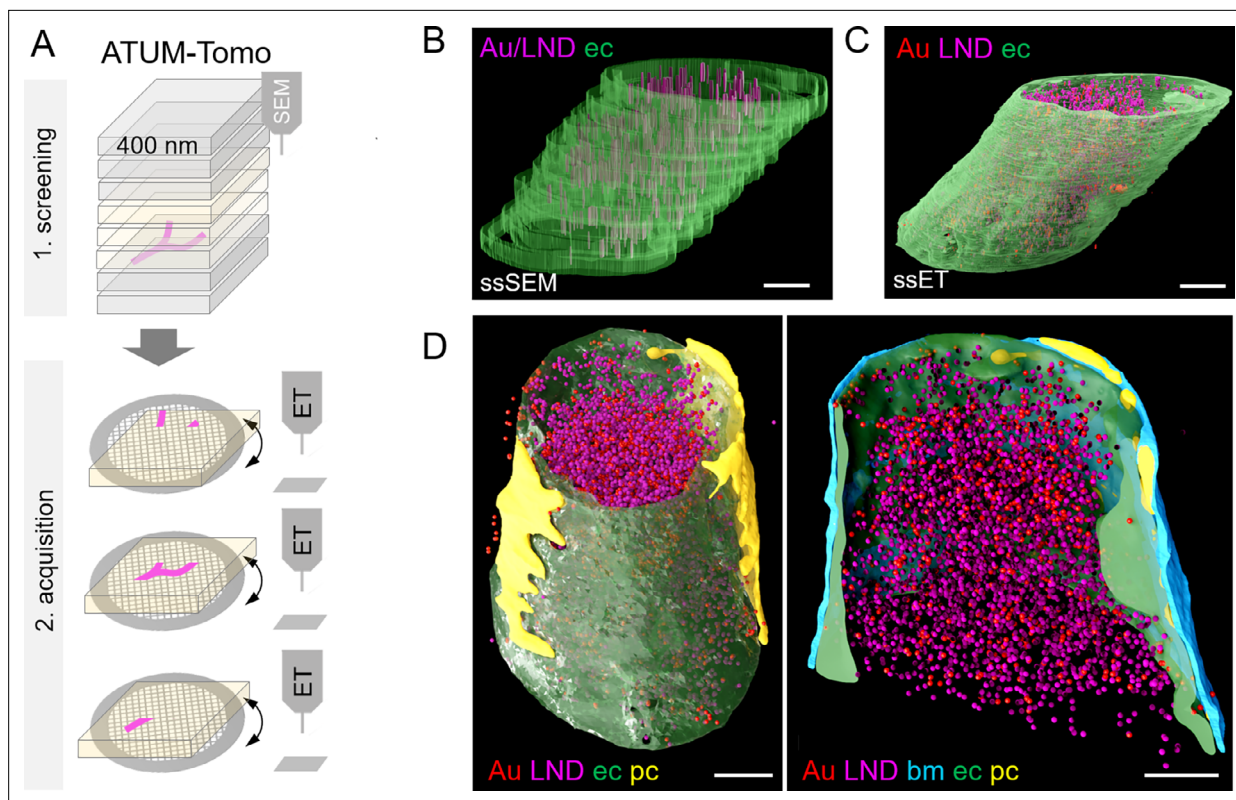 A
ATUM-Tomo
SEM
400 nm
1. screening
2. acquisition
ET
ET
ET
B
Au/LND ec
ssSEM
C
Au LND ec
ssET
D
Au LND ec pc
Au LND bm ec pc